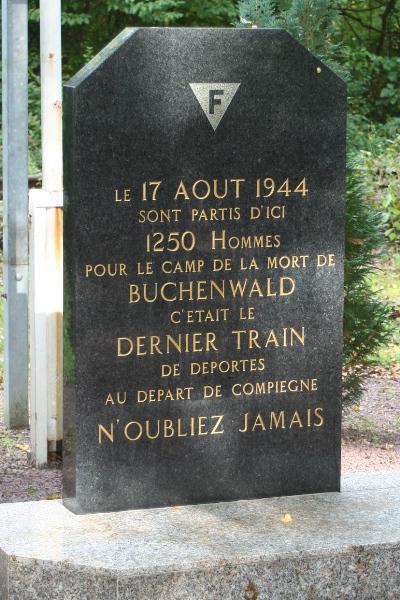 F
LE 17 AOUT 1944
SONT PARTIS D'ICI
1250 HOMMES
POUR LE CAMP DE LA MORT DE
BUCHENWALD
C'ETAIT LE
DERNIER TRAIN
DE DEPORTES
AU DEPART DE COMPIEGNE
N'OUBLIEZ JAMAIS